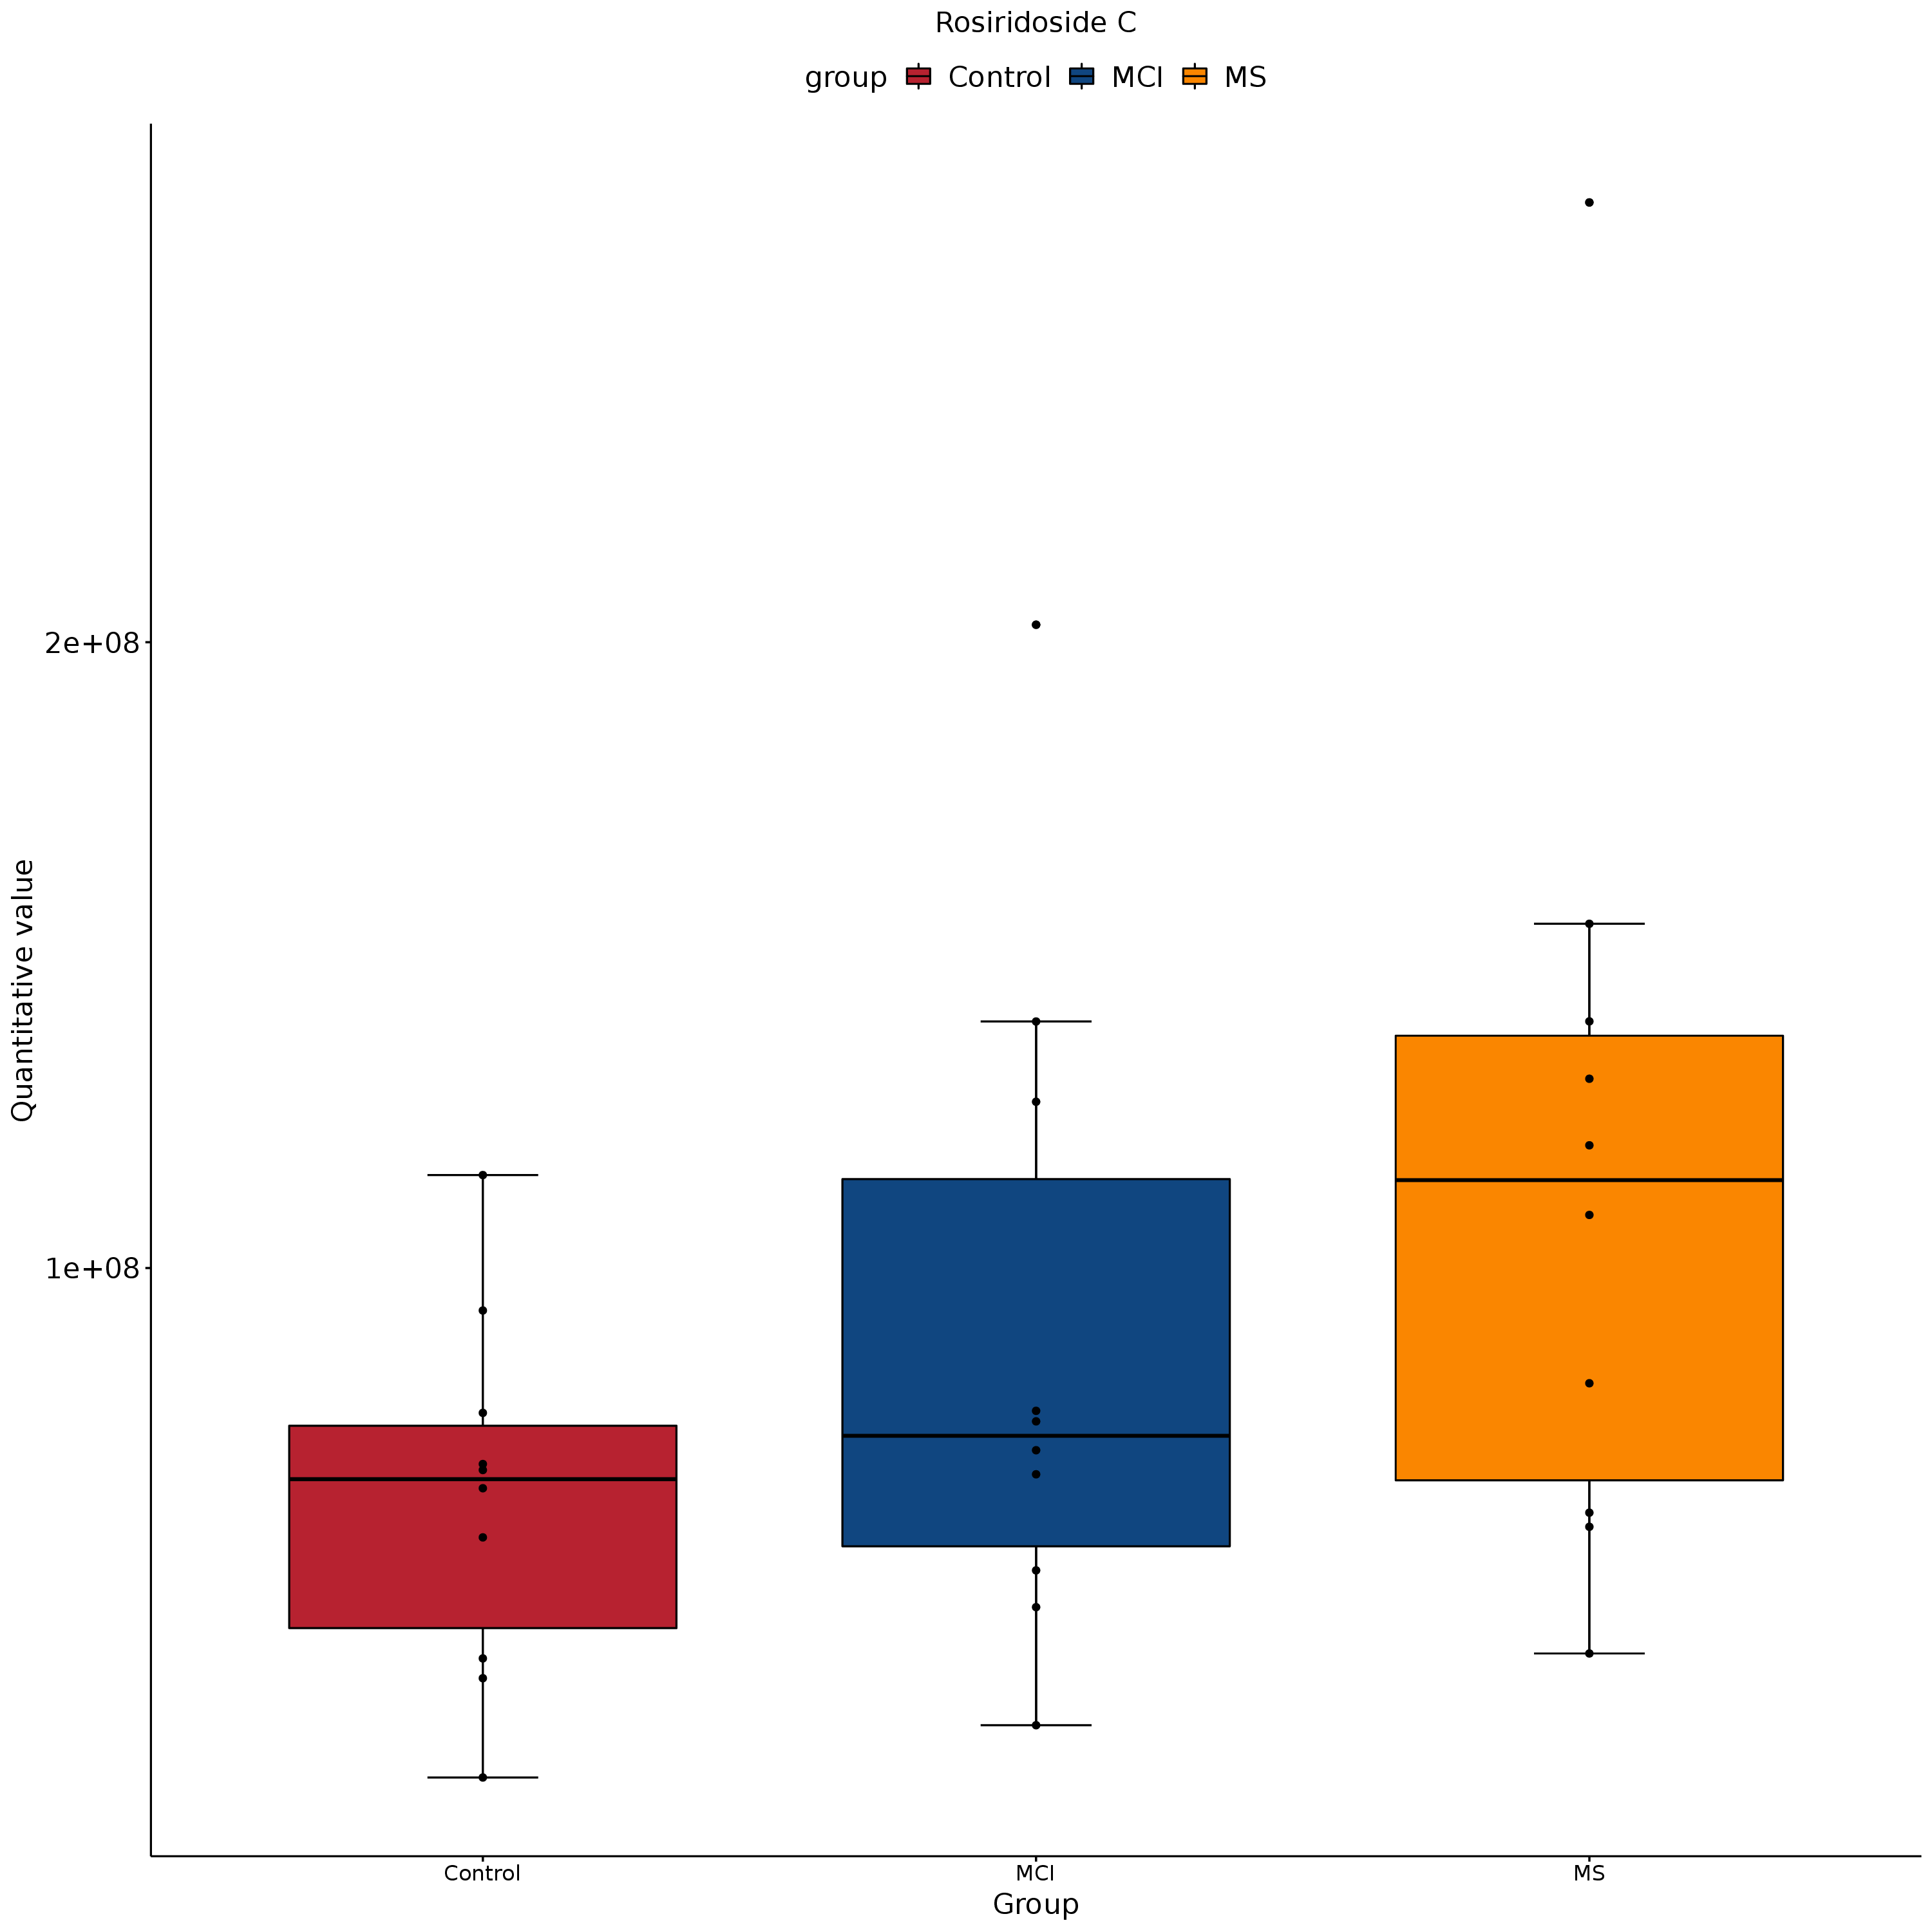 Rosiridoside C
group Control MCI MS
Quantitative value
2e+08
1e+08
Control MCI MS
Group